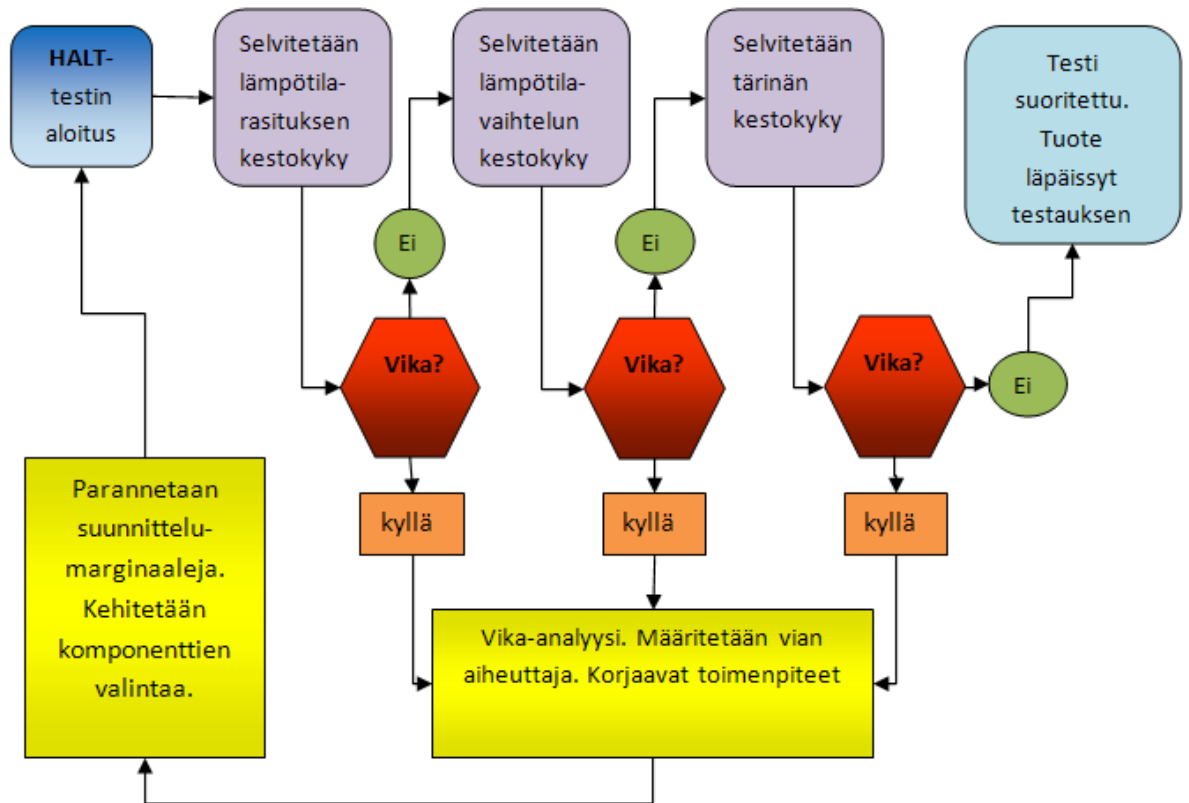 HALT-
testin
aloitus
Selvitetään
lämpötila-
rasituksen
kestokyky
Selvitetään
lämpötila-
vaihtelun
kestokyky
Selvitetään
tärinän
kestokyky
Testi
suoritettu.
Tuote
läpäissyt
testauksen
Ei
Ei
Vika?
Vika?
Vika?
Ei
kyllä
kyllä
kyllä
Parannetaan
suunnittelu-
marginaaleja.
Kehitetään
komponenttien
valintaa.
Vika-analyysi. Määritetään vian
aiheuttaja. Korjaavat toimenpiteet